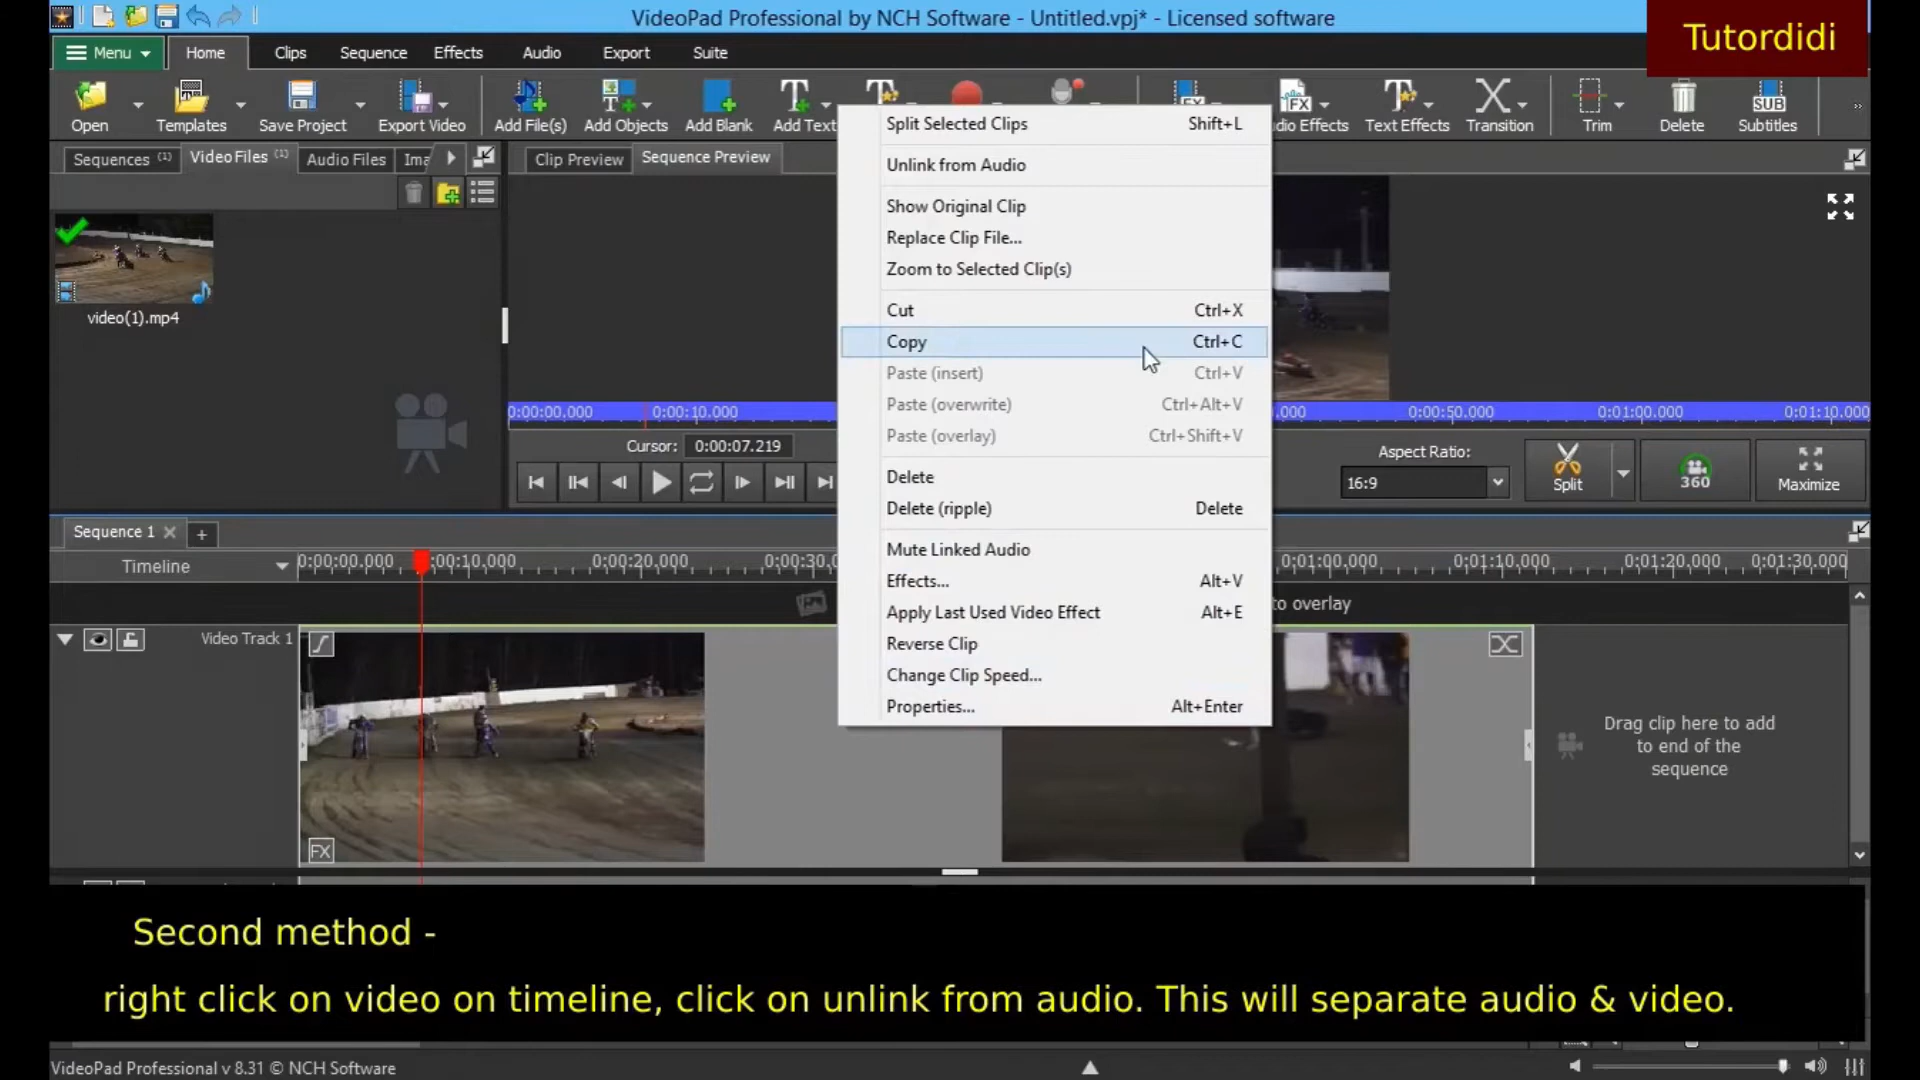 VideoPad Professional by NCH Software - Untitled.vpj* - Licensed software
Tutordidi
Menu Home Clips Sequence Effects Audio Export Suite
Open Templates Save Project Export Video Add File(s) Add Objects Add Blank Add Text Text Effects Transition Trim Delete Subtitles
SUB
Sequences (1) Video Files (1) Audio Files
Clip Preview Sequence Preview
video(1).mp4
Split Selected Clips Shift+L
Unlink from Audio
Show Original Clip
Replace Clip File...
Zoom to Selected Clip(s)
Cut Ctrl+X
Copy Ctrl+C
Paste (insert) Ctrl+V
Paste (overwrite) Ctrl+Alt+V
Paste (overlay) Ctrl+Shift+V
Delete
Delete (ripple) Delete
Mute Linked Audio
Effects... Alt+V
Apply Last Used Video Effect Alt+E
Reverse Clip
Change Clip Speed...
Properties... Alt+Enter
0:00:00.000 0:00:10.000 0:00:50.000 0:01:00.000 0:01:10.000
Cursor: 0:00:07.219
Aspect Ratio:
16:9
Split 360 Maximize
Sequence 1
Timeline 0:00:00.000 0:00:20.000 0:01:00.000 0:01:10.000 0:01:20.000 0:01:30.000
to overlay
Video Track 1
FX
Drag clip here to add
to end of the
sequence
Second method -
right click on video on timeline, click on unlink from audio. This will separate audio & video.
VideoPad Professional v 8.31 © NCH Software